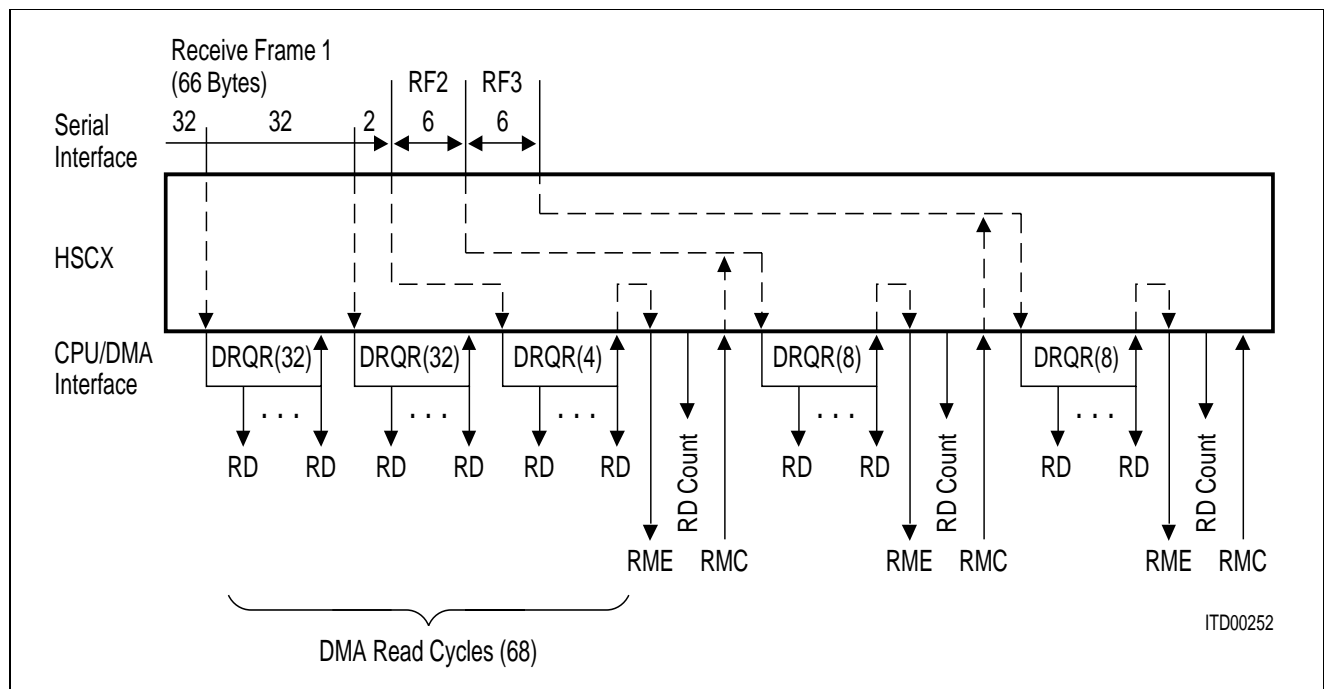 Receive Frame 1
(66 Bytes)
RF2 RF3
Serial
Interface
32 32 2 6 6
HSCX
CPU/DMA
Interface
DRQR(32) DRQR(32) DRQR(4) DRQR(8) DRQR(8)
. . . . . . . . . . . . . . .
RD RD RD RD RD RD RD RD RD RD
RD Count RD Count RD Count
RME RMC RME RMC RME RMC
DMA Read Cycles (68)
ITD00252